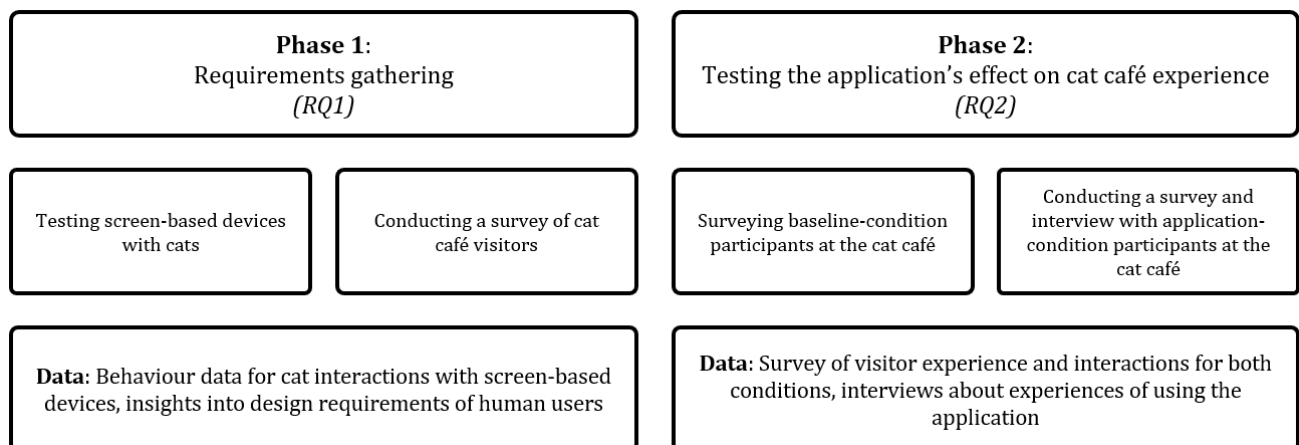 Phase 1:
Requirements gathering
(RQ1)
Phase 2:
Testing the application’s effect on cat café experience
(RQ2)
Testing screen-based devices
with cats
Conducting a survey of cat
café visitors
Surveying baseline-condition
participants at the cat café
Conducting a survey and
interview with application-
condition participants at the
cat café
Data: Behaviour data for cat interactions with screen-based
devices, insights into design requirements of human users
Data: Survey of visitor experience and interactions for both
conditions, interviews about experiences of using the
application